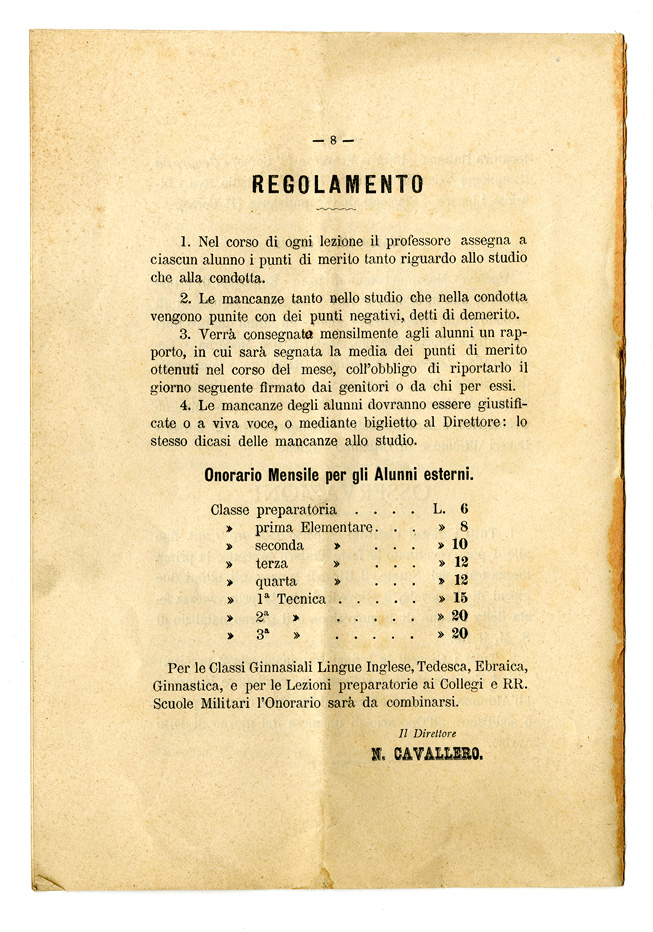 — 8 —
REGOLAMENTO
1. Nel corso di ogni lezione il professore assegna a
ciascun alunno i punti di merito tanto riguardo allo studio
che alla condotta.
2. Le mancanze tanto nello studio che nella condotta
vengono punite con dei punti negativi, detti di demerito.
3. Verrà consegnato mensilmente agli alunni un rap-
porto, in cui sarà segnata la media dei punti di merito
ottenuti nel corso del mese, coll'obbligo di riportarlo il
giorno seguente firmato dai genitori o da chi per essi.
4. Le mancanze degli alunni dovranno essere giustifi-
cate o a viva voce, o mediante biglietto al Direttore: lo
stesso dicasi delle mancanze allo studio.
Onorario Mensile per gli Alunni esterni.
Classe preparatoria . . . . L. 6
» prima Elementare . . . » 8
» seconda » . . . » 10
» terza » . . . » 12
» quarta » . . . » 12
» 1ª Tecnica . . . . . » 15
» 2ª » . . . . . » 20
» 3ª » . . . . . » 20
Per le Classi Ginnasiali Lingue Inglese, Tedesca, Ebraica,
Ginnastica, e per le Lezioni preparatorie ai Collegi e RR.
Scuole Militari l'Onorario sarà da combinarsi.
Il Direttore
N. CAVALLERO.